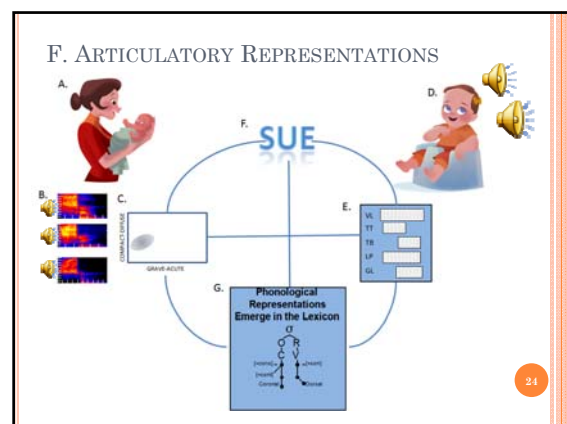 F. ARTICULATORY REPRESENTATIONS
A.
D.
F.
SUE
B.
C.
COMPACT-DIFFUSE
GRAVE-ACUTE
E.
VL
TT
TB
LP
GL
G.
Phonological
Representations
Emerge in the Lexicon
σ
O R
C V
Coronal
Dorsal
24